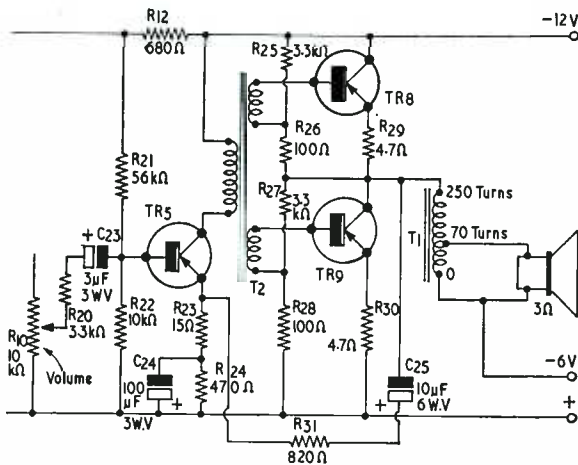 R12
680Ω
R25
3.3kΩ
-12V
TR8
R26
100Ω
R29
4.7Ω
R21
56kΩ
R27
3.3
kΩ
250 Turns
70 Turns
T1
0
3Ω
+
C23
3μF
3WV
TR5
T2
TR9
R20
3.3kΩ
R22
10kΩ
R23
15Ω
R28
100Ω
R30
4.7Ω
R10
10
kΩ
Volume
C24
100
μF
+
3W.V
R24
470Ω
C25
10μF
6W.V
+
-6V
+
R31
820Ω